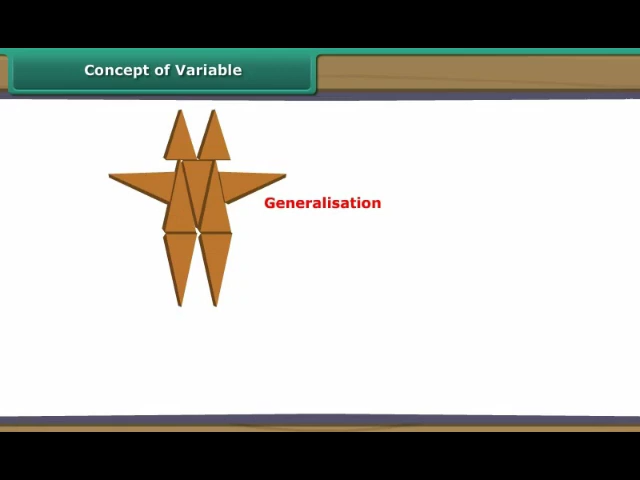 Concept of Variable
Generalisation